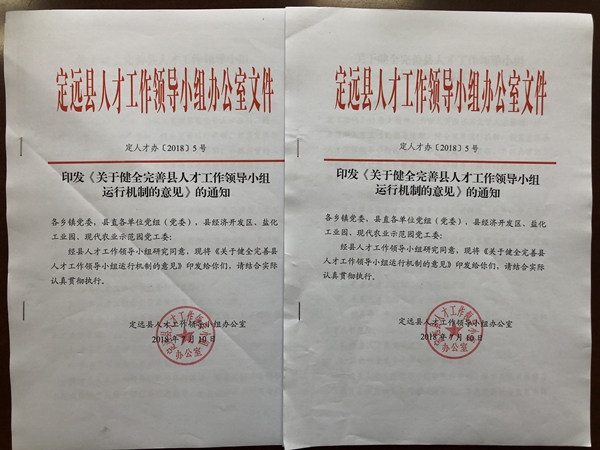 定远县人才工作领导小组办公室文件
定人才办〔2018〕5号
印发《关于健全完善县人才工作领导小组
运行机制的意见》的通知
各乡镇党委，县直各单位党组（党委），县经济开发区、盐化
工业园、现代农业示范园党工委：
经县人才工作领导小组研究同意，现将《关于健全完善县
人才工作领导小组运行机制的意见》印发给你们，请结合实际
认真贯彻执行。
定远县人才工作领导小组办公室
2018年7月10日
办公室
定远县人才工作领导小组办公室文件
定人才办〔2018〕5号
印发《关于健全完善县人才工作领导小组
运行机制的意见》的通知
各乡镇党委，县直各单位党组（党委），县经济开发区、盐化
工业园、现代农业示范园党工委：
经县人才工作领导小组研究同意，现将《关于健全完善县
人才工作领导小组运行机制的意见》印发给你们，请结合实际
认真贯彻执行。
定远县人才工作领导小组办公室
2018年7月10日
办公室